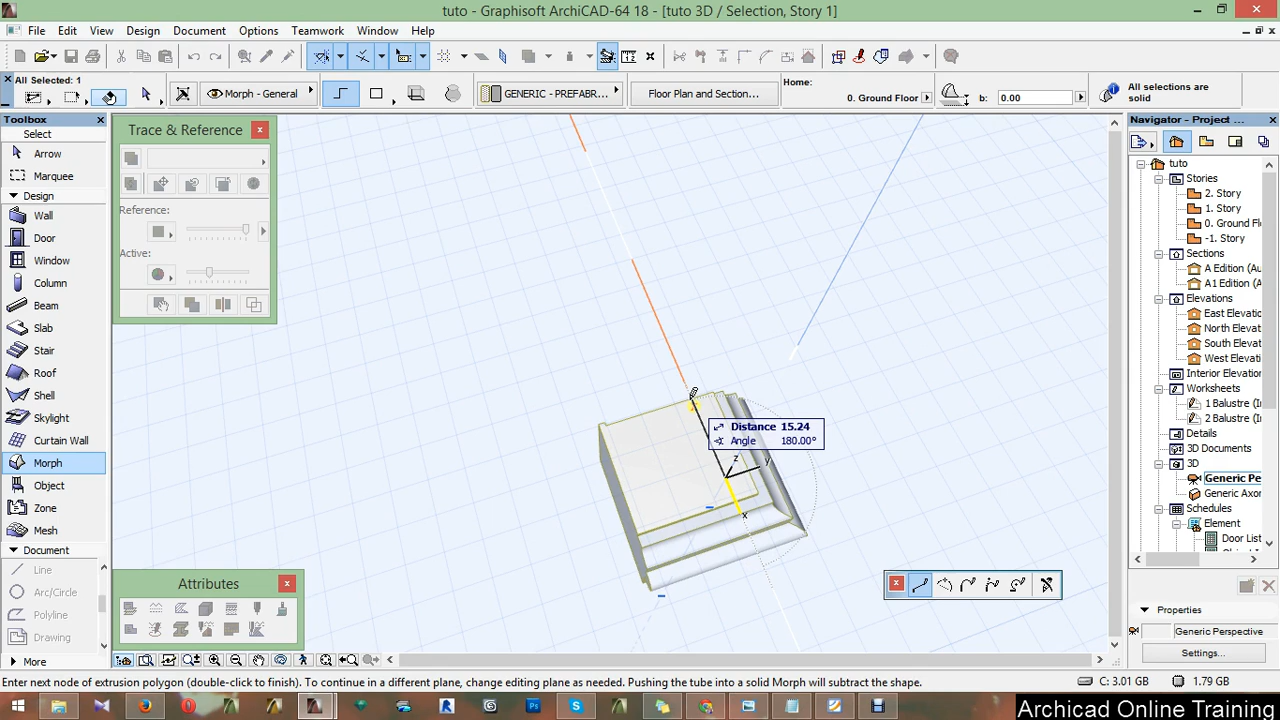 tuto - Graphisoft ArchiCAD-64 18 - [tuto 3D / Selection, Story 1]
File Edit View Design Document Options Teamwork Window Help
All Selected: 1
Morph - General
GENERIC - PREFABR...
Floor Plan and Section...
Home:
0. Ground Floor
b: 0.00
All selections are
solid
Toolbox
Select
Arrow
Marquee
Design
Wall
Door
Window
Column
Beam
Slab
Stair
Roof
Shell
Skylight
Curtain Wall
Morph
Object
Zone
Mesh
Document
Line
Arc/Circle
Polyline
Drawing
More
Trace & Reference
Reference:
Active:
Attributes
Distance 15.24
Angle 180.00°
z
y
x
Navigator - Project ...
tuto
Stories
2. Story
1. Story
0. Ground Fl
-1. Story
Sections
A Edition (Au
A1 Edition (A
Elevations
East Elevatio
North Elevat
South Elevat
West Elevatio
Interior Elevation
Worksheets
1 Balustre (In
2 Balustre (In
Details
3D Documents
3D
Generic Pe
Generic Axon
Schedules
Element
Door List
Properties
Generic Perspective
Settings...
Enter next node of extrusion polygon (double-click to finish). To continue in a different plane, change editing plane as needed. Pushing the tube into a solid Morph will subtract the shape.
C: 3.01 GB
1.79 GB
Archicad Online Training